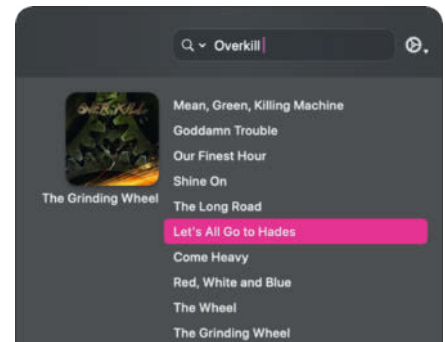 Overkill
OVERKILL
The Grinding Wheel
Mean, Green, Killing Machine
Goddamn Trouble
Our Finest Hour
Shine On
The Long Road
Let's All Go to Hades
Come Heavy
Red, White and Blue
The Wheel
The Grinding Wheel